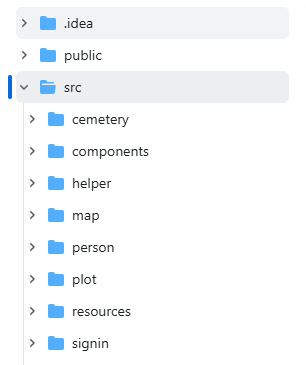 .idea
public
src
cemetery
components
helper
map
person
plot
resources
signin